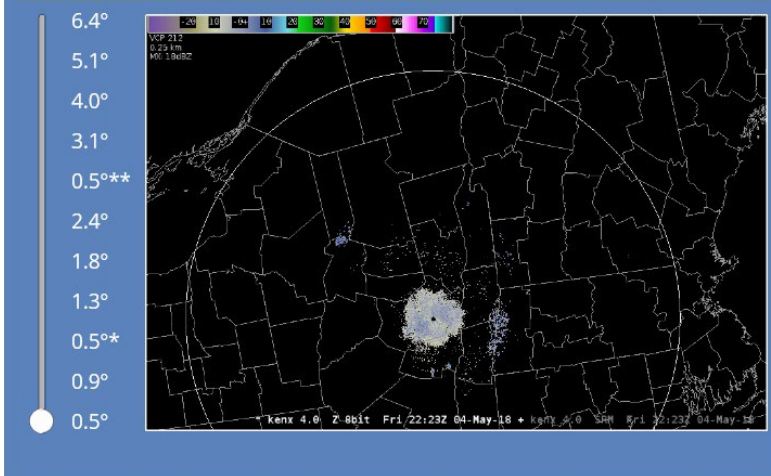 6.4°
5.1°
4.0°
3.1°
0.5°**
2.4°
1.8°
1.3°
0.5°*
0.9°
0.5°
-20 10 -0+ 10 20 30 40 50 60 70
VCP 212
0.25 km
MX: 18dBZ
* kenx 4.0 Z 8bit Fri 22:23Z 04-May-18 + kenx 4.0 SRM Fri 22:23Z 04-May-18